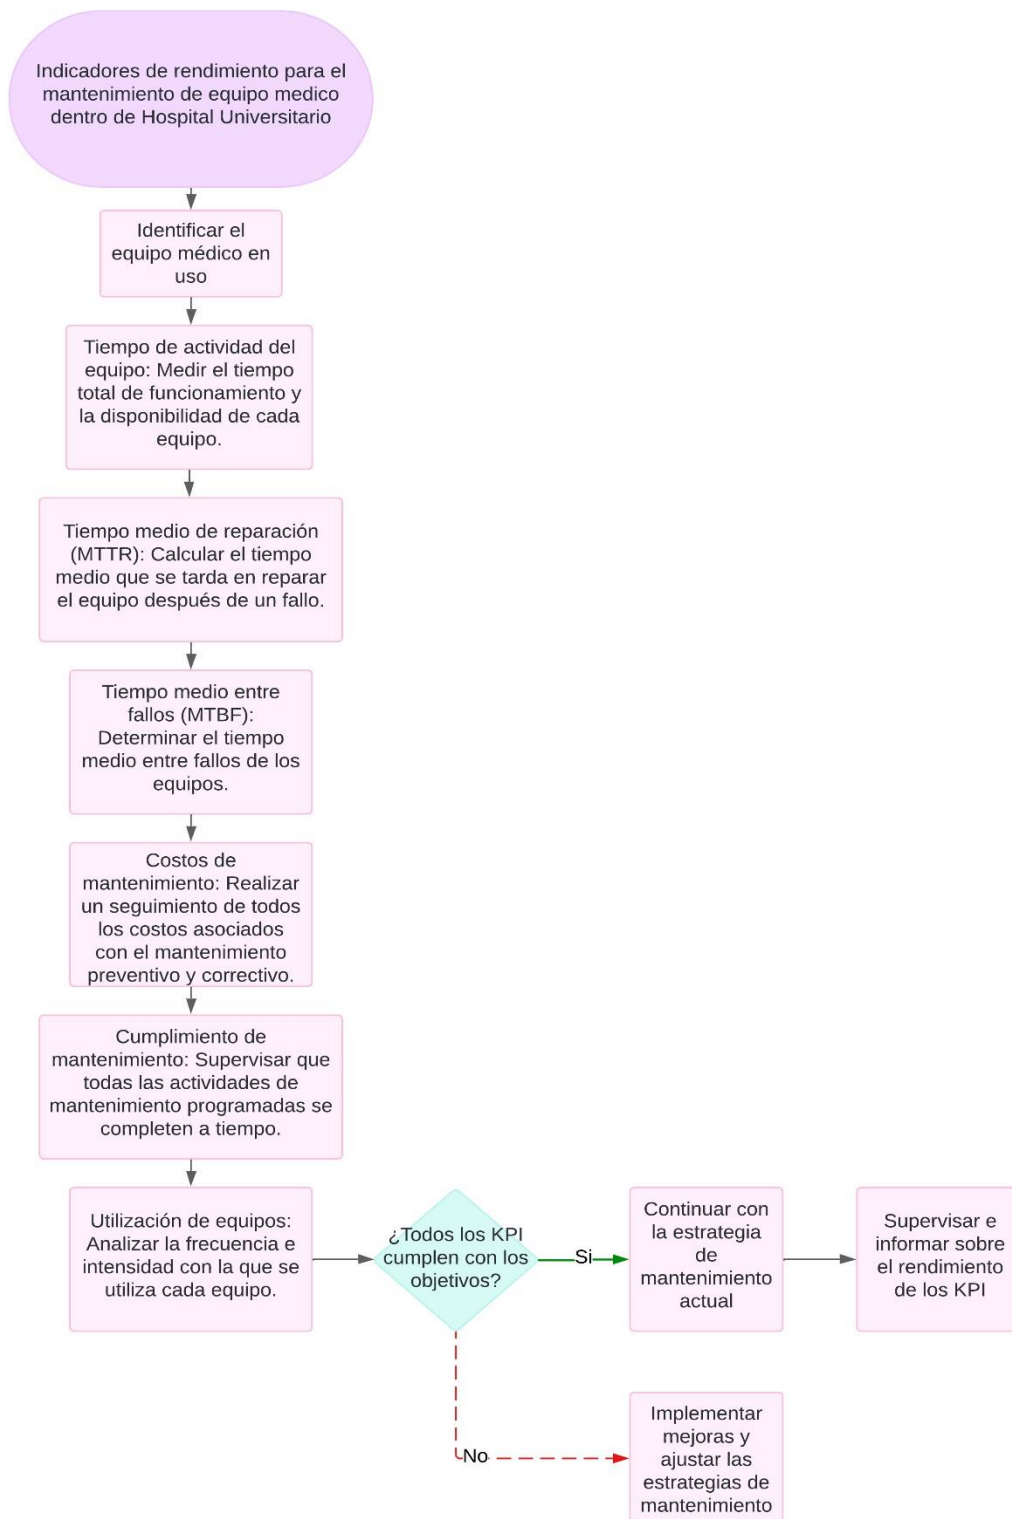 Indicadores de rendimiento para el
mantenimiento de equipo medico
dentro de Hospital Universitario
Identificar el
equipo médico en
uso
Tiempo de actividad del
equipo: Medir el tiempo
total de funcionamiento y
la disponibilidad de cada
equipo.
Tiempo medio de reparación
(MTTR): Calcular el tiempo
medio que se tarda en reparar
el equipo después de un fallo.
Tiempo medio entre
fallos (MTBF):
Determinar el tiempo
medio entre fallos de los
equipos.
Costos de
mantenimiento: Realizar
un seguimiento de todos
los costos asociados
con el mantenimiento
preventivo y correctivo.
Cumplimiento de
mantenimiento: Supervisar que
todas las actividades de
mantenimiento programadas se
completen a tiempo.
Utilización de equipos:
Analizar la frecuencia e
intensidad con la que se
utiliza cada equipo.
¿Todos los KPI
cumplen con los
objetivos?
Si
Continuar con
la estrategia
de
mantenimiento
actual
Supervisar e
informar sobre
el rendimiento
de los KPI
No
Implementar
mejoras y
ajustar las
estrategias de
mantenimiento